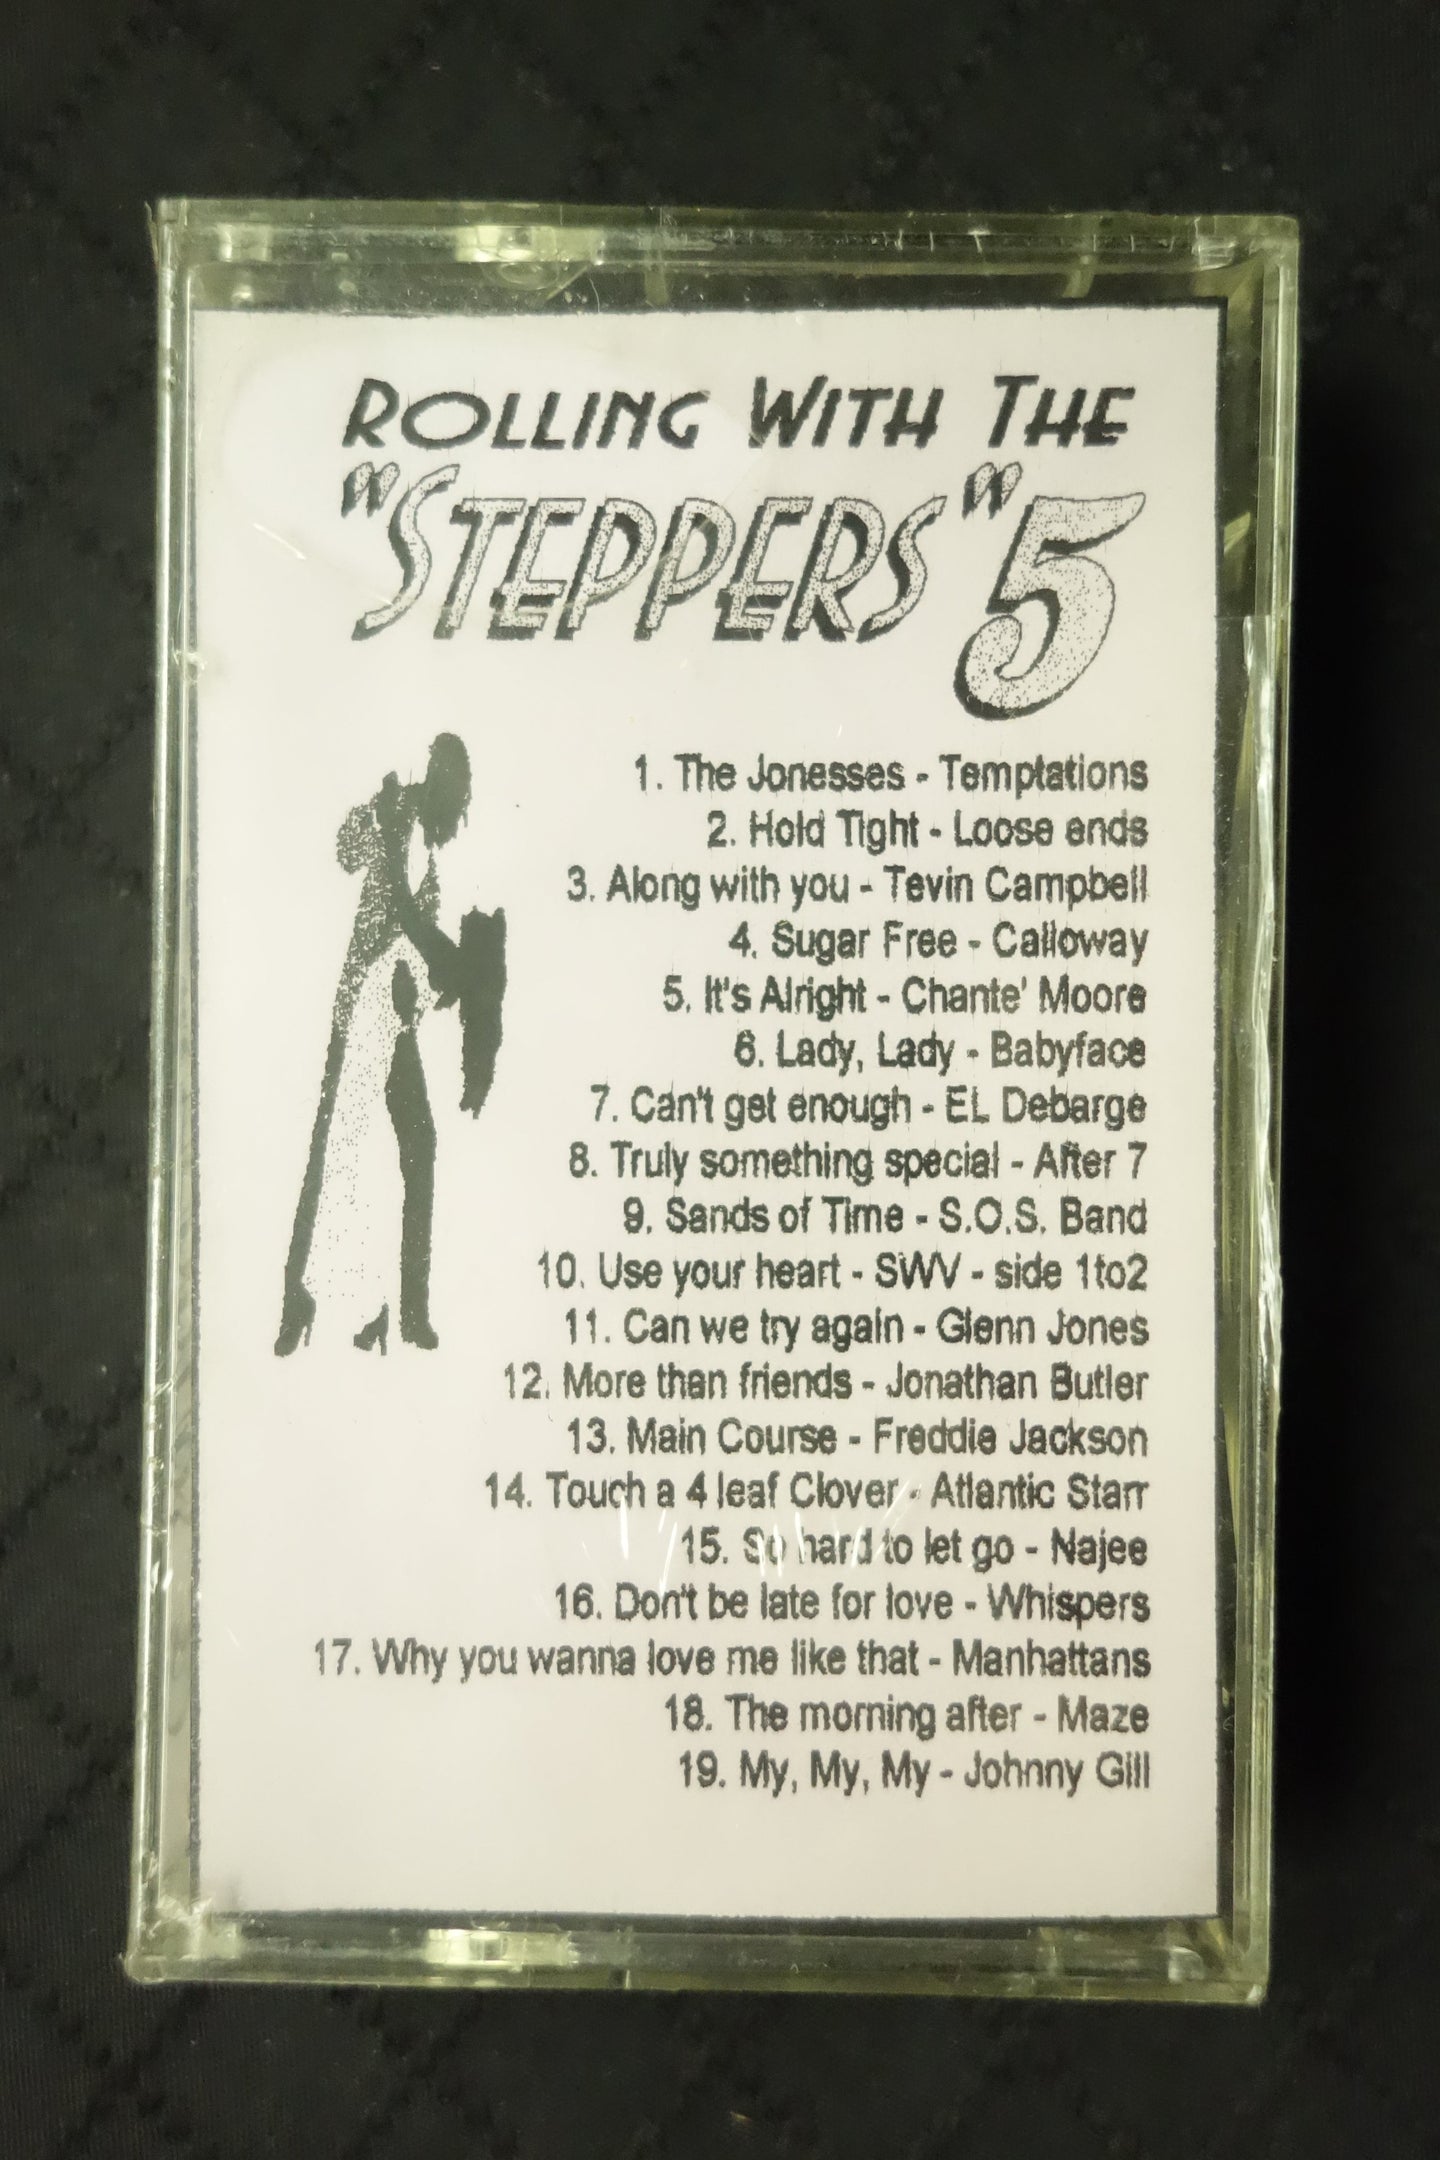 ROLLING WITH THE
"STEPPERS" 5
1. The Jonesses - Temptations
2. Hold Tight - Loose ends
3. Along with you - Tevin Campbell
4. Sugar Free - Calloway
5. It's Alright - Chante' Moore
6. Lady, Lady - Babyface
7. Can't get enough - EL Debarge
8. Truly something special - After 7
9. Sands of Time - S.O.S. Band
10. Use your heart - SWV - side 1to2
11. Can we try again - Glenn Jones
12. More than friends - Jonathan Butler
13. Main Course - Freddie Jackson
14. Touch a 4 leaf Clover - Atlantic Starr
15. So hard to let go - Najee
16. Don't be late for love - Whispers
17. Why you wanna love me like that - Manhattans
18. The morning after - Maze
19. My, My, My - Johnny Gill